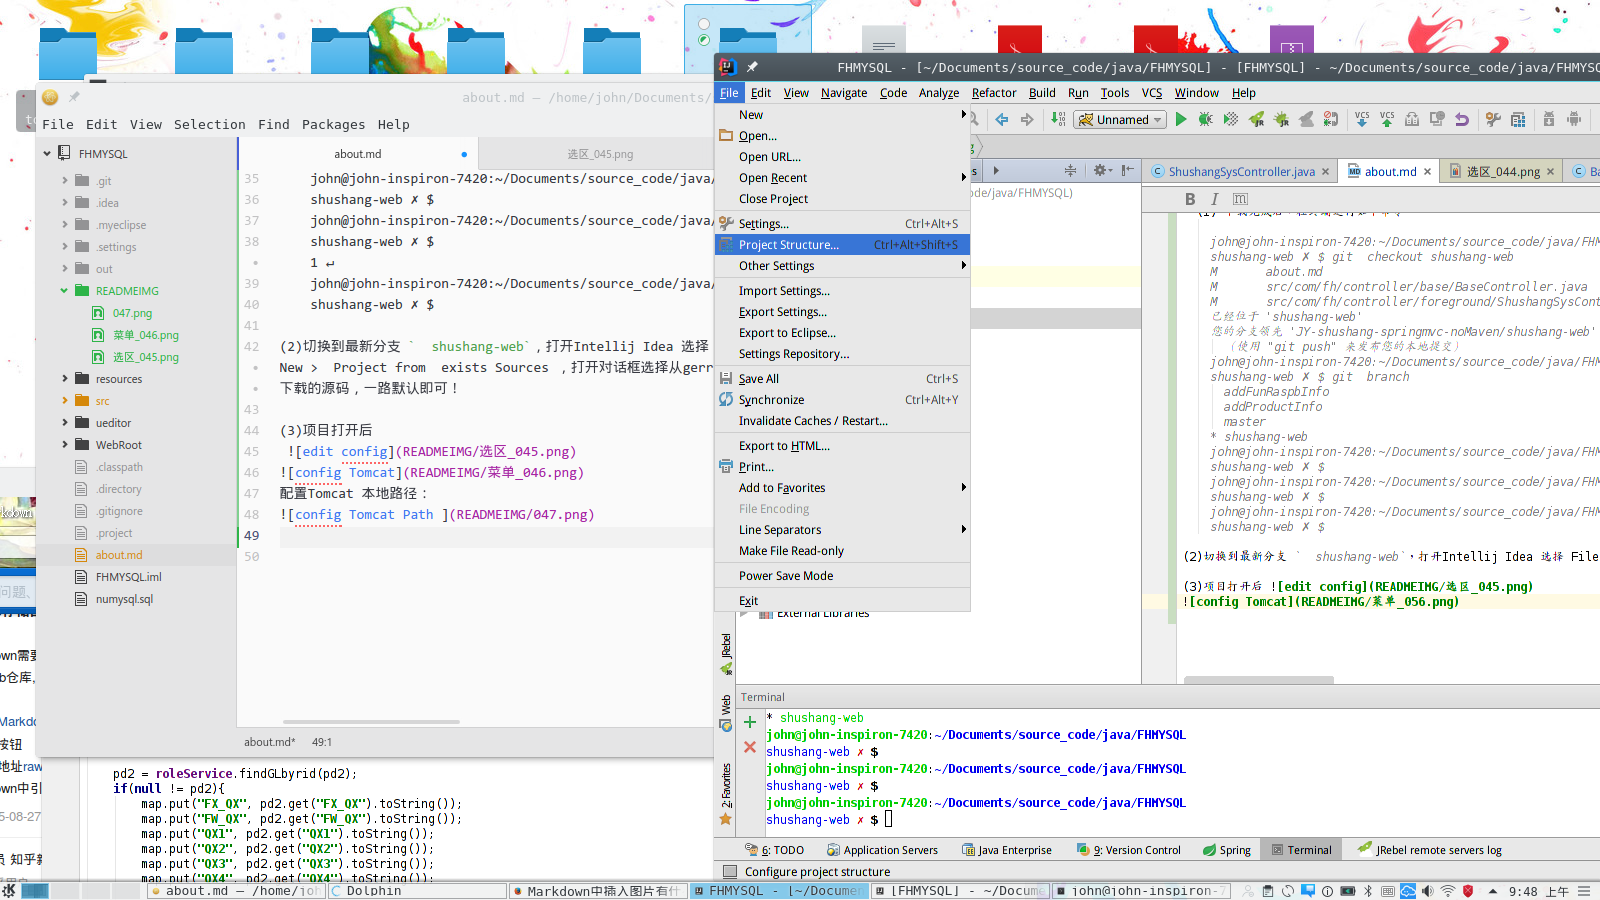 about.md — /home/john/Documents/
File Edit View Selection Find Packages Help
FHMYSQL
.git
.idea
.myeclipse
.settings
out
READMEIMG
047.png
菜单_046.png
选区_045.png
resources
src
ueditor
WebRoot
.classpath
.directory
.gitignore
.project
about.md
FHMYSQL.iml
numysql.sql
about.md
选区_045.png
35 john@john-inspiron-7420:~/Documents/source_code/java/
36 shushang-web ✗ $
37 john@john-inspiron-7420:~/Documents/source_code/java/
38 shushang-web ✗ $
• 1 ↵
39 john@john-inspiron-7420:~/Documents/source_code/java/
40 shushang-web ✗ $
41
42 (2)切换到最新分支 ` shushang-web`，打开Intellij Idea 选择
• New > Project from exists Sources ，打开对话框选择从gerr
• 下载的源码，一路默认即可！
43
44 (3)项目打开后
45 ![edit config](READMEIMG/选区_045.png)
46 ![config Tomcat](READMEIMG/菜单_046.png)
47 配置Tomcat 本地路径：
48 ![config Tomcat Path ](READMEIMG/047.png)
49
50
about.md* 49:1
pd2 = roleService.findGLbyrid(pd2);
if(null != pd2){
map.put("FX_QX", pd2.get("FX_QX").toString());
map.put("FW_QX", pd2.get("FW_QX").toString());
map.put("QX1", pd2.get("QX1").toString());
map.put("QX2", pd2.get("QX2").toString());
map.put("QX3", pd2.get("QX3").toString());
map.put("QX4", pd2.get("QX4").toString());
kdown
问题、
own需要
b仓库,
Markdo
按钮
地址raw
own中引
5-08-27
FHMYSQL - [~/Documents/source_code/java/FHMYSQL] - [FHMYSQL] - ~/Documents/source_code/java/FHMYSQ
File Edit View Navigate Code Analyze Refactor Build Run Tools VCS Window Help
New
Open...
Open URL...
Open Recent
Close Project
Settings... Ctrl+Alt+S
Project Structure... Ctrl+Alt+Shift+S
Other Settings
Import Settings...
Export Settings...
Export to Eclipse...
Settings Repository...
Save All Ctrl+S
Synchronize Ctrl+Alt+Y
Invalidate Caches / Restart...
Export to HTML...
Print...
Add to Favorites
File Encoding
Line Separators
Make File Read-only
Power Save Mode
Exit
Unnamed
ode/java/FHMYSQL)
External Libraries
ShushangSysController.java
about.md
选区_044.png
Ba
B I m
john@john-inspiron-7420:~/Documents/source_code/java/FHM
shushang-web ✗ $ git checkout shushang-web
M about.md
M src/com/fh/controller/base/BaseController.java
M src/com/fh/controller/foreground/ShushangSysCont
已经位于 'shushang-web'
您的分支领先 'JY-shushang-springmvc-noMaven/shushang-web'
（使用 "git push" 来发布您的本地提交）
john@john-inspiron-7420:~/Documents/source_code/java/FHM
shushang-web ✗ $ git branch
addFunRaspbInfo
addProductInfo
master
* shushang-web
john@john-inspiron-7420:~/Documents/source_code/java/FHM
shushang-web ✗ $
john@john-inspiron-7420:~/Documents/source_code/java/FHM
shushang-web ✗ $
john@john-inspiron-7420:~/Documents/source_code/java/FHM
shushang-web ✗ $
(2)切换到最新分支 ` shushang-web`，打开Intellij Idea 选择 File
(3)项目打开后 ![edit config](READMEIMG/选区_045.png)
![config Tomcat](READMEIMG/菜单_056.png)
JRebel
Web
2: Favorites
Terminal
* shushang-web
john@john-inspiron-7420:~/Documents/source_code/java/FHMYSQL
shushang-web ✗ $
john@john-inspiron-7420:~/Documents/source_code/java/FHMYSQL
shushang-web ✗ $
john@john-inspiron-7420:~/Documents/source_code/java/FHMYSQL
shushang-web ✗ $
6: TODO Application Servers Java Enterprise 9: Version Control Spring Terminal JRebel remote servers log
Configure project structure
about.md — /home/joh
Dolphin
Markdown中插入图片有什
FHMYSQL - [~/Documen
[FHMYSQL] - ~/Docume
john@john-inspiron-7
9:48 上午